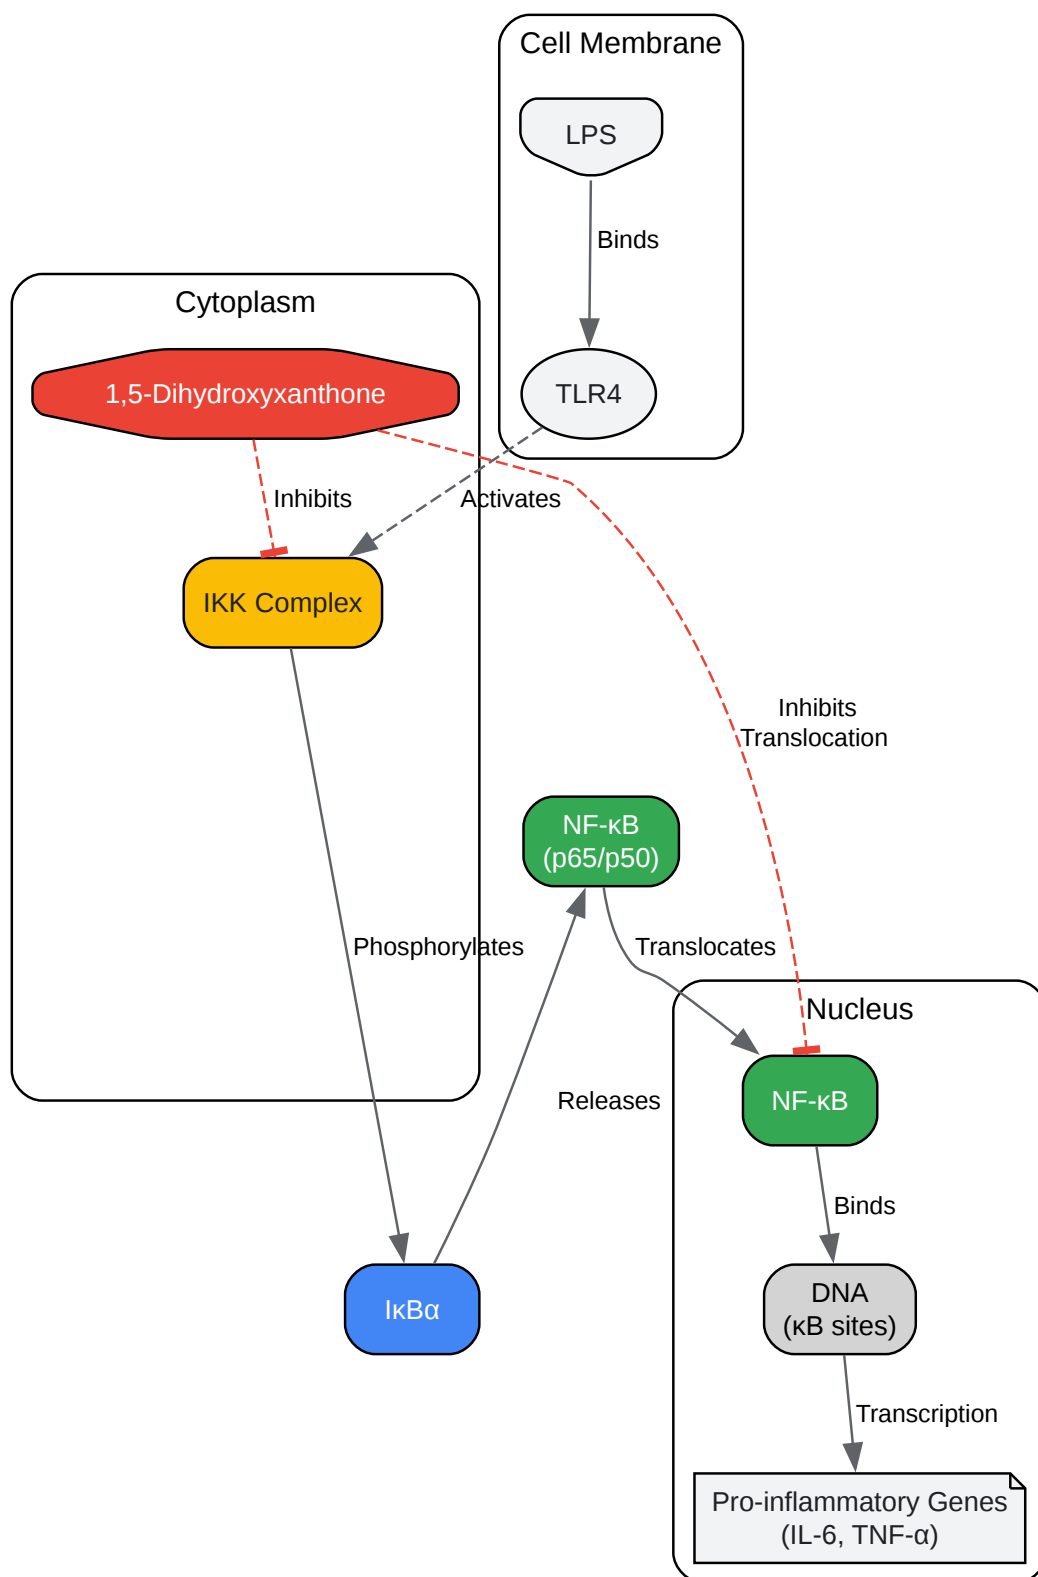 Cell Membrane
LPS
Binds
Cytoplasm
1,5-Dihydroxyxanthone
TLR4
Inhibits
Activates
IKK Complex
Inhibits
Translocation
NF-κB
(p65/p50)
Phosphorylates
Translocates
Nucleus
Releases
NF-κB
Binds
IκBα
DNA
(κB sites)
Transcription
Pro-inflammatory Genes
(IL-6, TNF-α)